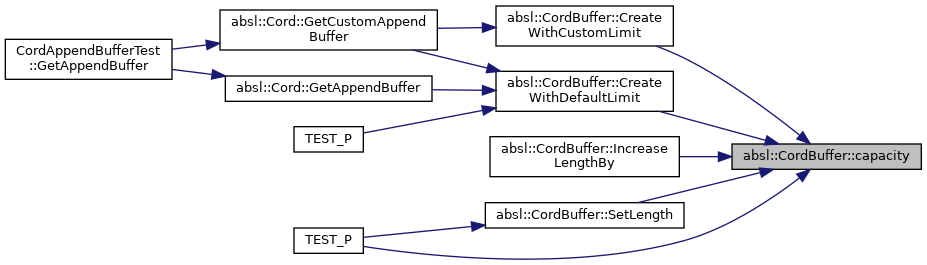 CordAppendBufferTest
::GetAppendBuffer
absl::Cord::GetCustomAppend
Buffer
absl::Cord::GetAppendBuffer
TEST_P
TEST_P
absl::CordBuffer::Create
WithCustomLimit
absl::CordBuffer::Create
WithDefaultLimit
absl::CordBuffer::Increase
LengthBy
absl::CordBuffer::SetLength
absl::CordBuffer::capacity